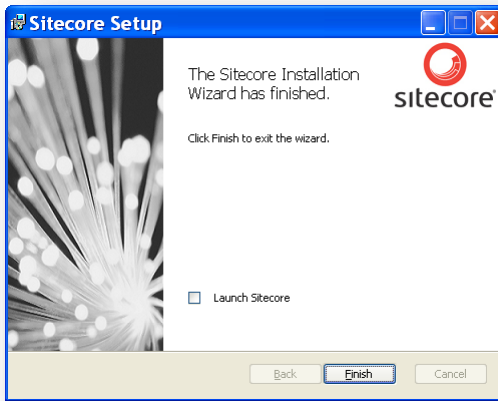 Sitecore Setup
sitecore
The Sitecore Installation
Wizard has finished.
Click Finish to exit the wizard.
Launch Sitecore
Back
Finish
Cancel